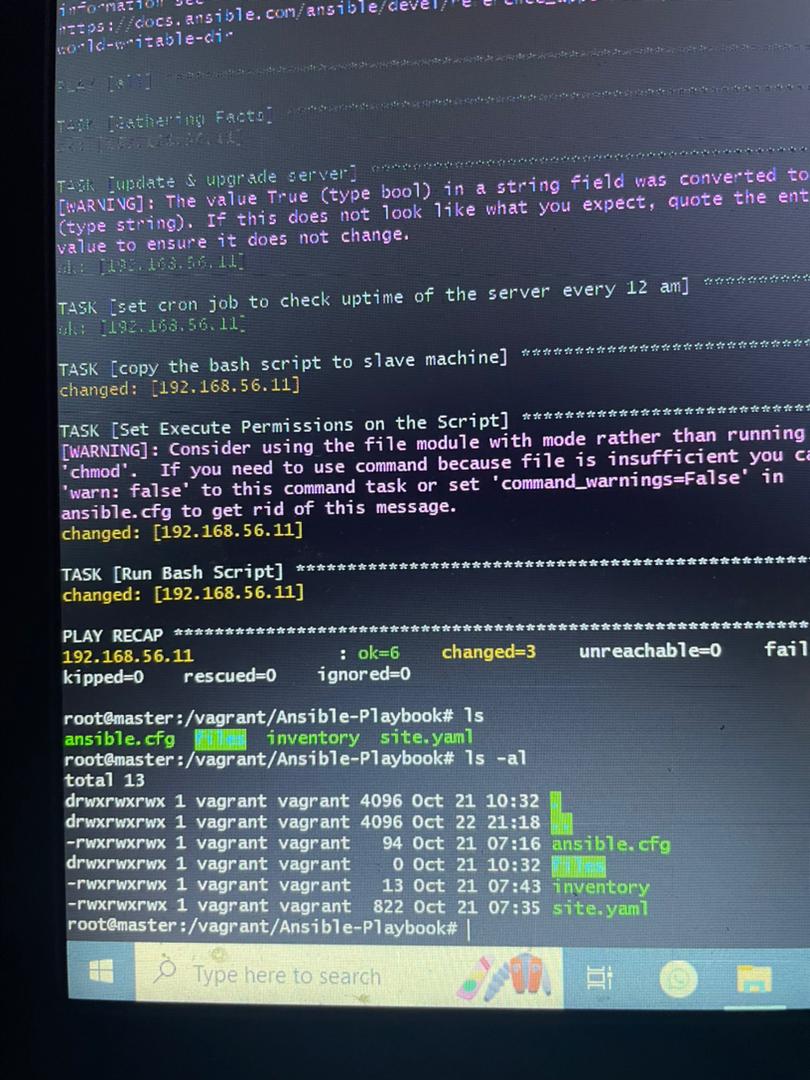 information see
https://docs.ansible.com/ansible/devel/
world-writable-dir
PLAY [all] ****************************************
TASK [Gathering Facts] ****************************************
ok: [192.168.56.11]
TASK [update & upgrade server] ****************************************
[WARNING]: The value True (type bool) in a string field was converted to
(type string). If this does not look like what you expect, quote the ent
value to ensure it does not change.
ok: [192.168.56.11]
TASK [set cron job to check uptime of the server every 12 am] **********
ok: [192.168.56.11]
TASK [copy the bash script to slave machine] ******************************
changed: [192.168.56.11]
TASK [Set Execute Permissions on the Script] ******************************
[WARNING]: Consider using the file module with mode rather than running
'chmod'.  If you need to use command because file is insufficient you ca
'warn: false' to this command task or set 'command_warnings=False' in
ansible.cfg to get rid of this message.
changed: [192.168.56.11]
TASK [Run Bash Script] ****************************************************
changed: [192.168.56.11]
PLAY RECAP ****************************************************************
192.168.56.11 : ok=6 changed=3 unreachable=0 fail
kipped=0 rescued=0 ignored=0
root@master:/vagrant/Ansible-Playbook# ls
ansible.cfg files inventory site.yaml
root@master:/vagrant/Ansible-Playbook# ls -al
total 13
drwxrwxrwx 1 vagrant vagrant 4096 Oct 21 10:32 .
drwxrwxrwx 1 vagrant vagrant 4096 Oct 22 21:18 ..
-rwxrwxrwx 1 vagrant vagrant 94 Oct 21 07:16 ansible.cfg
drwxrwxrwx 1 vagrant vagrant 0 Oct 21 10:32 files
-rwxrwxrwx 1 vagrant vagrant 13 Oct 21 07:43 inventory
-rwxrwxrwx 1 vagrant vagrant 822 Oct 21 07:35 site.yaml
root@master:/vagrant/Ansible-Playbook#
Type here to search